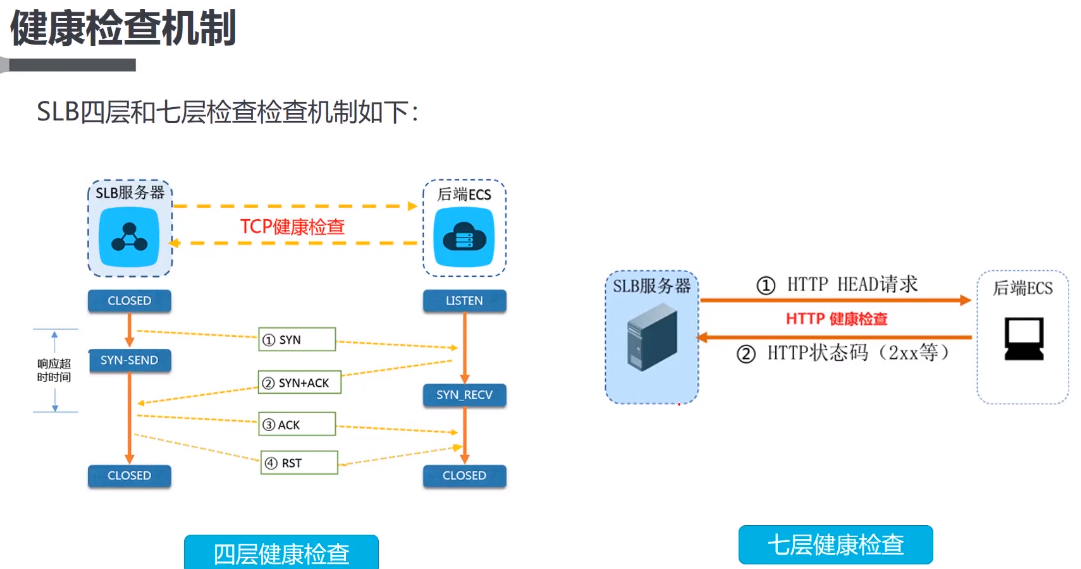 健康检查机制
SLB四层和七层检查检查机制如下：
SLB服务器
后端ECS
TCP健康检查
CLOSED
LISTEN
① SYN
响应超
时时间
SYN-SEND
② SYN+ACK
SYN_RECV
③ ACK
④ RST
CLOSED
CLOSED
四层健康检查
SLB服务器
① HTTP HEAD请求
后端ECS
HTTP 健康检查
② HTTP状态码（2xx等）
七层健康检查